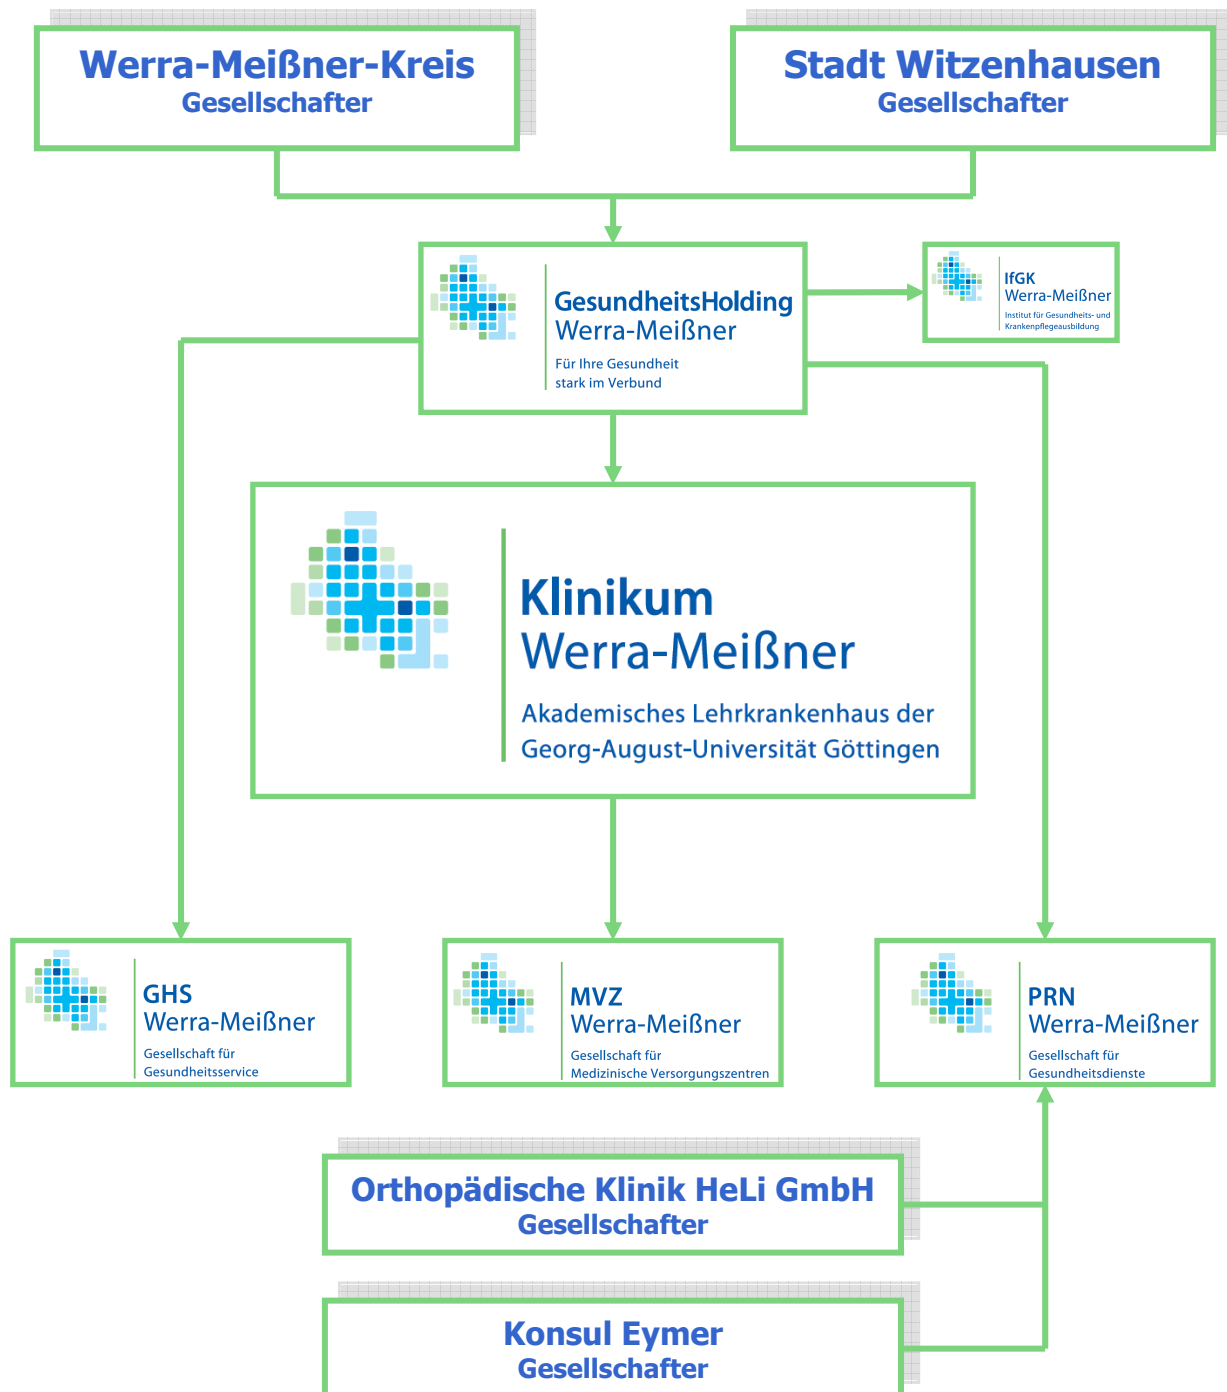 Werra-Meißner-Kreis
Gesellschafter
Stadt Witzenhausen
Gesellschafter
GesundheitsHolding
Werra-Meißner
Für Ihre Gesundheit
stark im Verbund
IfGK
Werra-Meißner
Institut für Gesundheits- und
Krankenpflegeausbildung
Klinikum
Werra-Meißner
Akademisches Lehrkrankenhaus der
Georg-August-Universität Göttingen
GHS
Werra-Meißner
Gesellschaft für
Gesundheitsservice
MVZ
Werra-Meißner
Gesellschaft für
Medizinische Versorgungszentren
PRN
Werra-Meißner
Gesellschaft für
Gesundheitsdienste
Orthopädische Klinik HeLi GmbH
Gesellschafter
Konsul Eymer
Gesellschafter